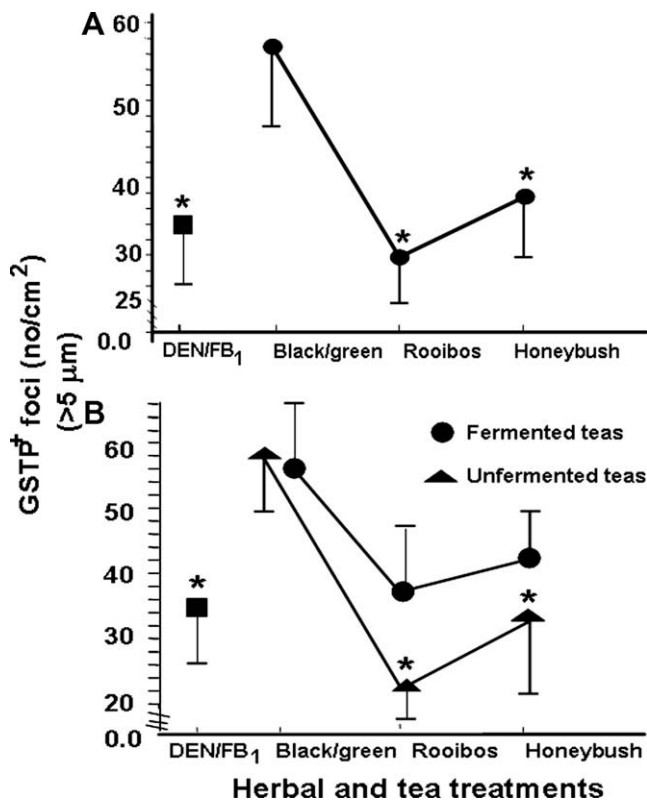 A
60
50
40
30
25
0.0
*
*
*
DEN/FB1 Black/green Rooibos Honeybush
GSTP+ foci (no/cm2)
(>5 µm)
B
60
50
40
30
20
0.0
Fermented teas
Unfermented teas
*
*
*
DEN/FB1 Black/green Rooibos Honeybush
Herbal and tea treatments